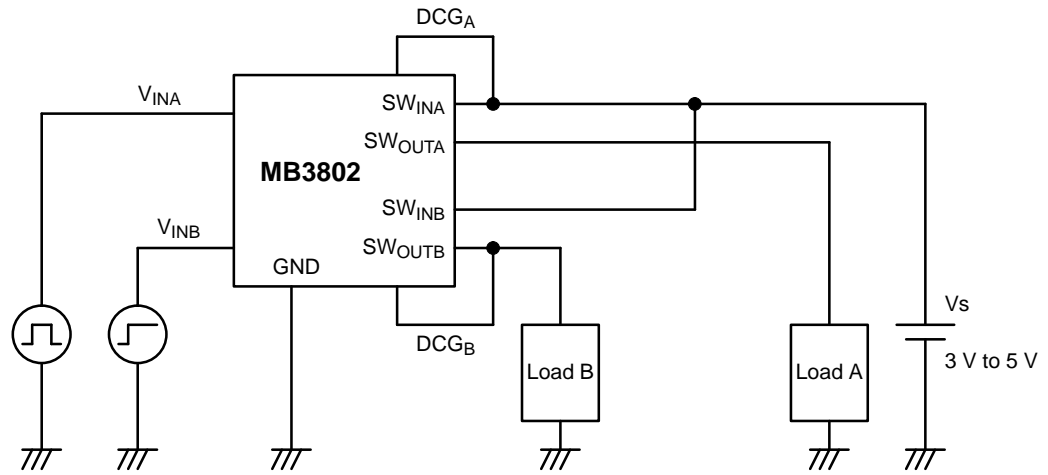 DCGA
VINA
SWINA
SWOUTA
MB3802
SWINB
VINB
SWOUTB
GND
DCGB
Vs
3 V to 5 V
Load B
Load A